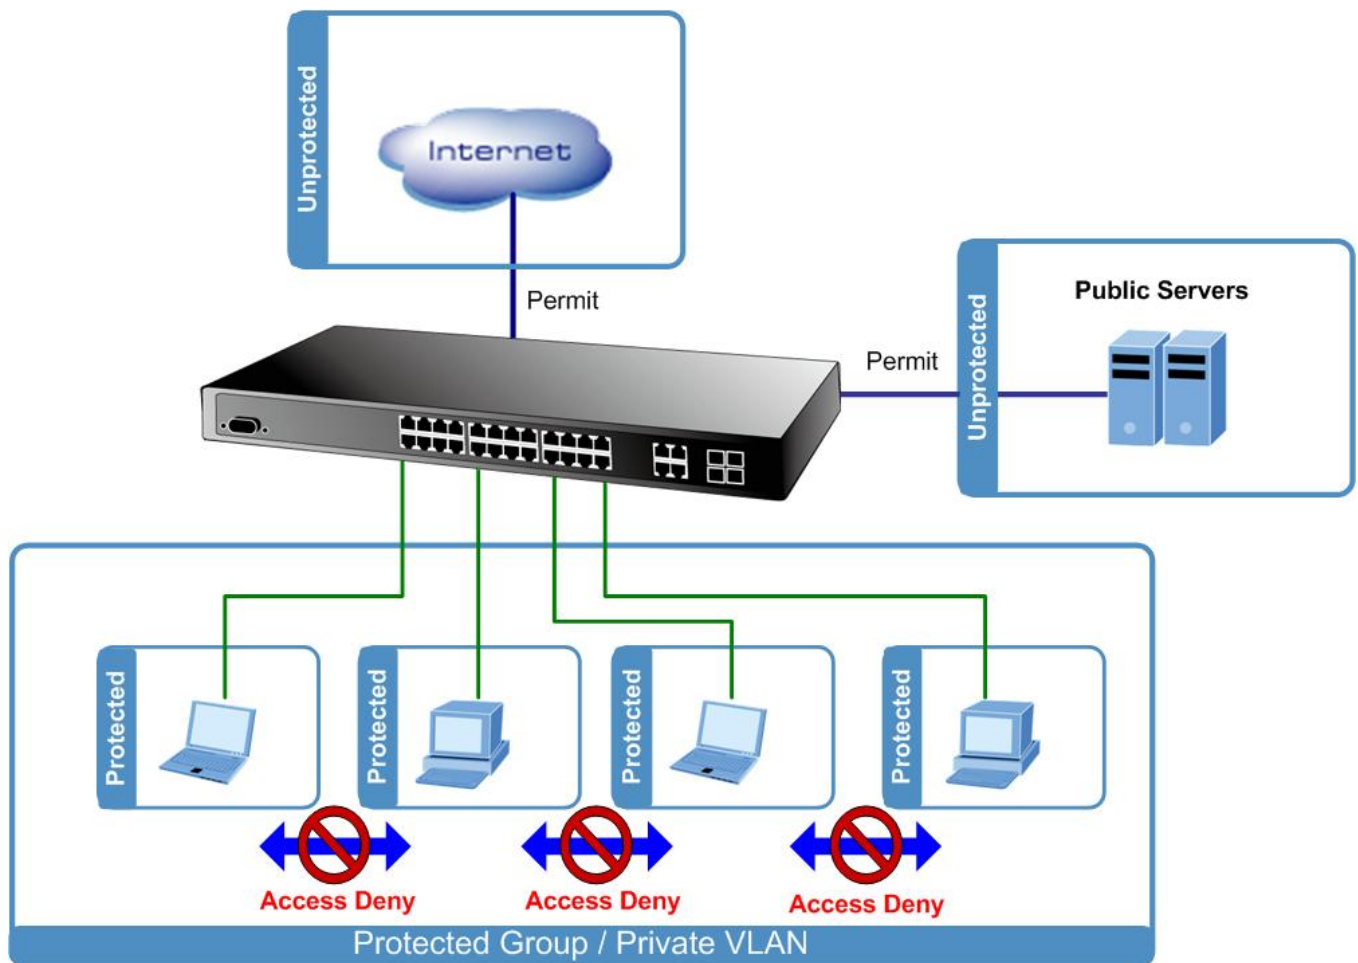 Unprotected
Internet
Permit
Public Servers
Permit
Unprotected
Protected
Protected
Protected
Protected
Access Deny
Access Deny
Access Deny
Protected Group / Private VLAN